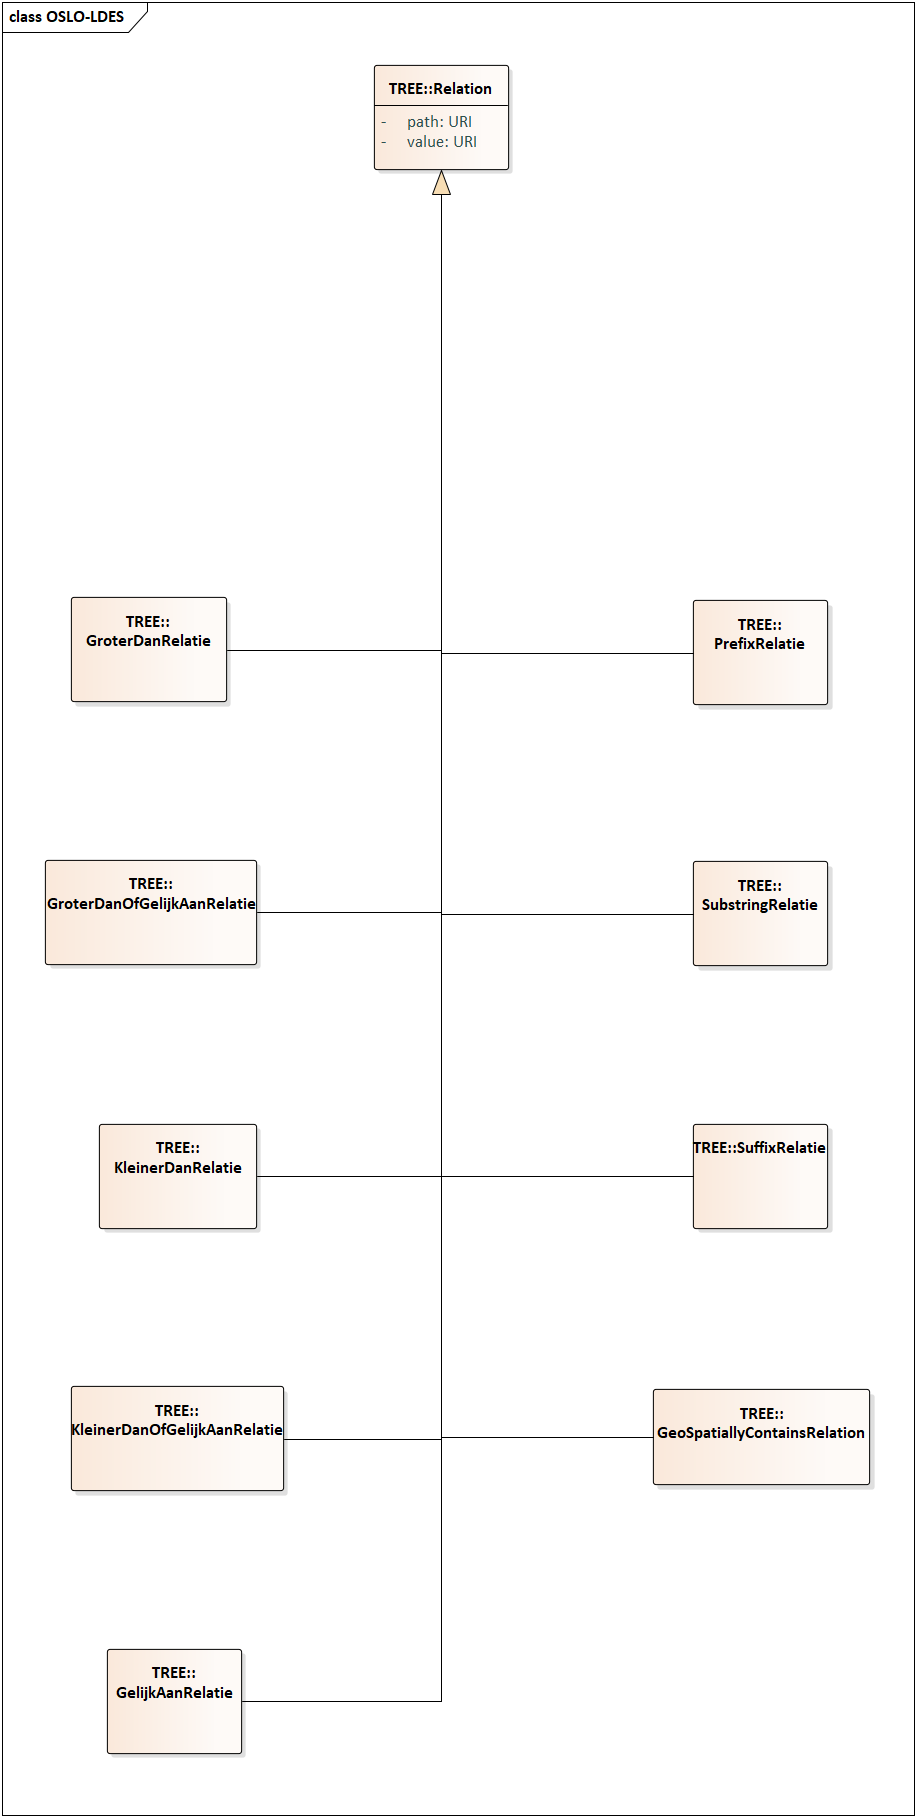 class OSLO-LDES
TREE::Relation
- path: URI
- value: URI
TREE::
GroterDanRelatie
TREE::
PrefixRelatie
TREE::
GroterDanOfGelijkAanRelatie
TREE::
SubstringRelatie
TREE::
KleinerDanRelatie
TREE::SuffixRelatie
TREE::
KleinerDanOfGelijkAanRelatie
TREE::
GeoSpatiallyContainsRelation
TREE::
GelijkAanRelatie